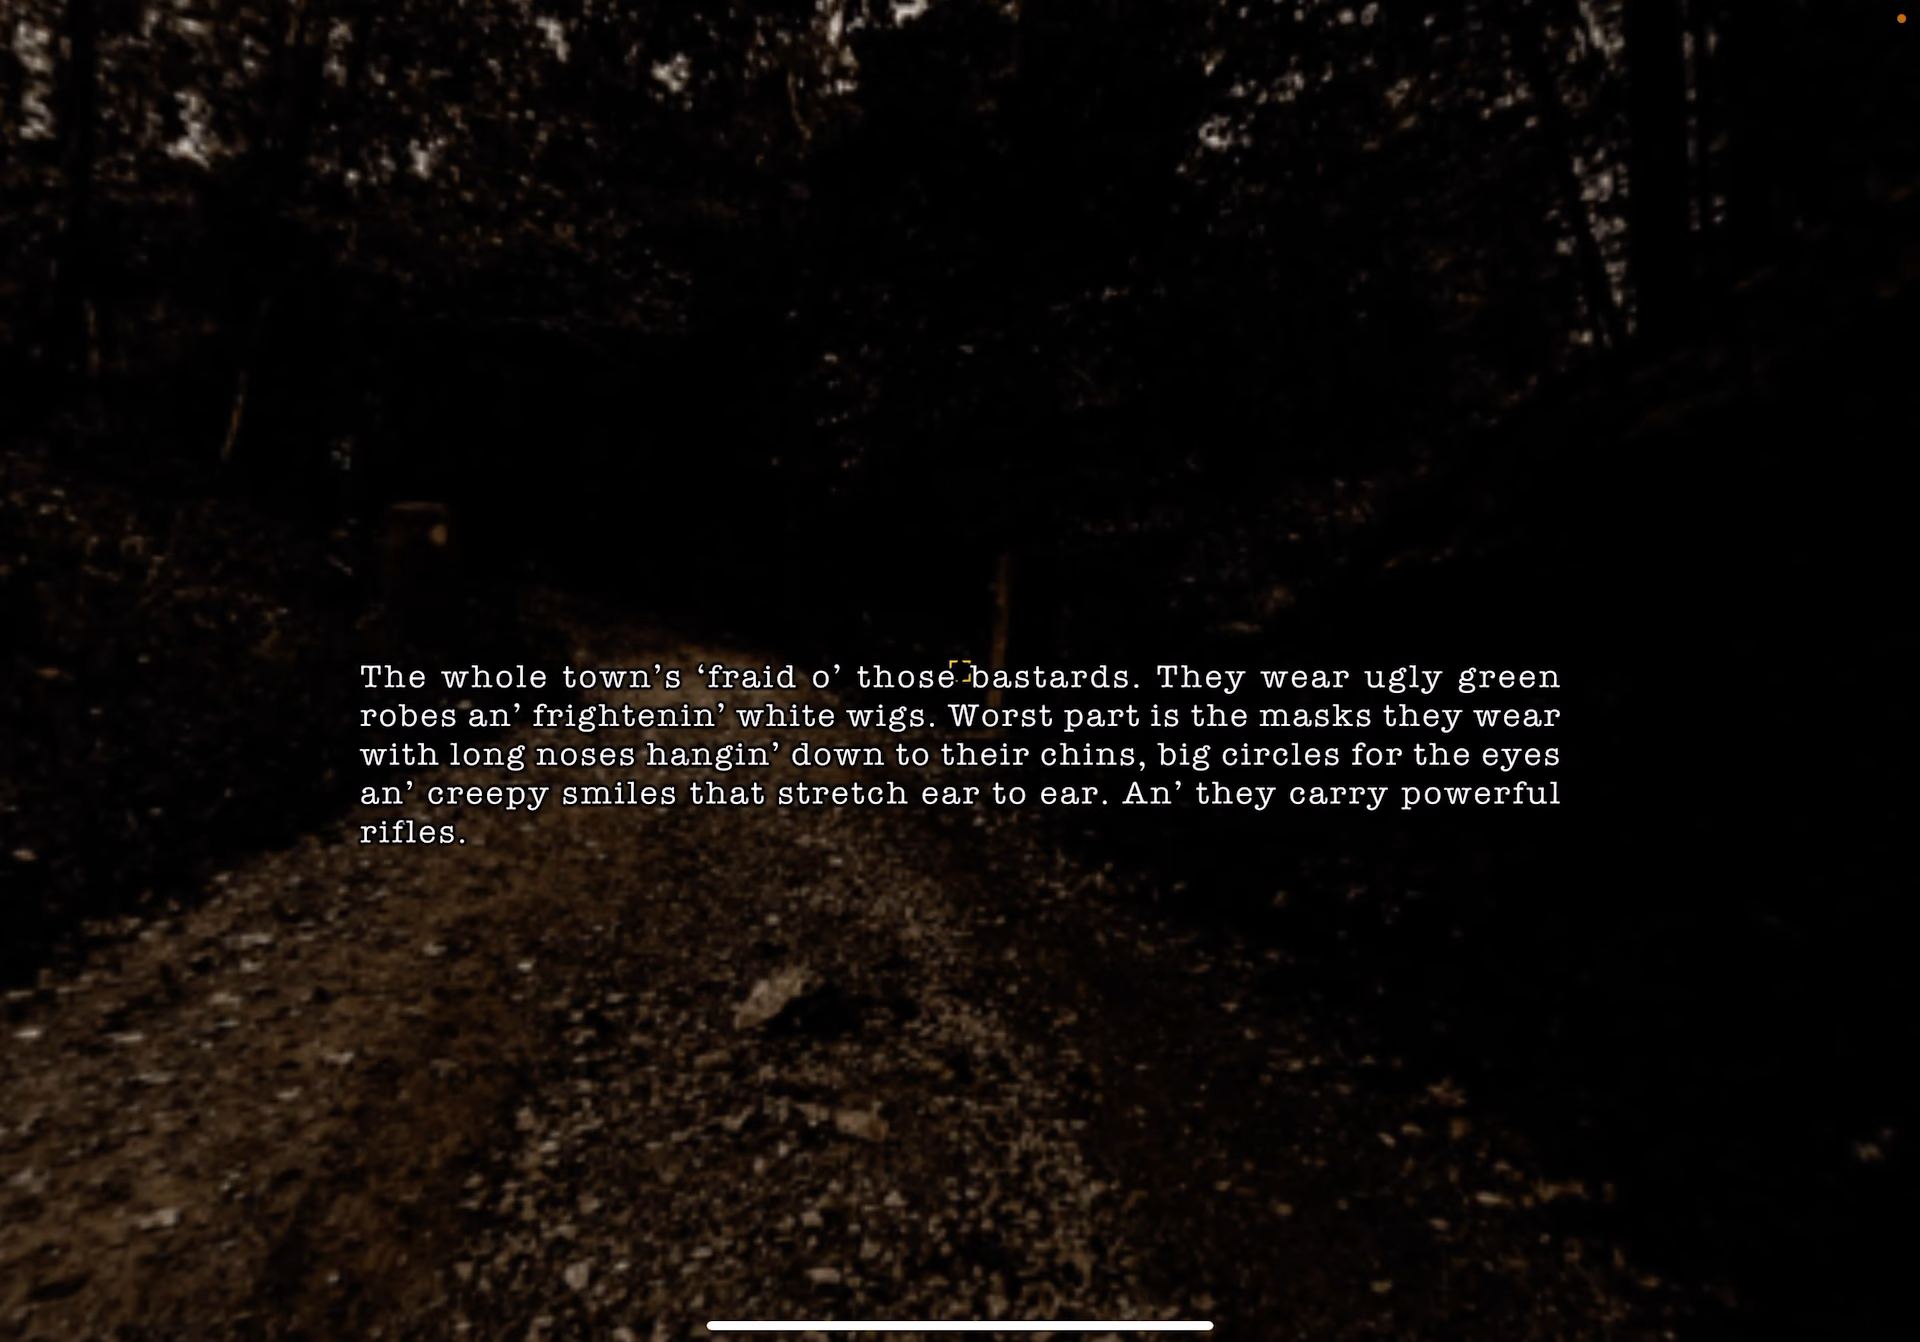 The whole town’s ‘fraid o’ those bastards. They wear ugly green
robes an’ frightenin’ white wigs. Worst part is the masks they wear
with long noses hangin’ down to their chins, big circles for the eyes
an’ creepy smiles that stretch ear to ear. An’ they carry powerful
rifles.